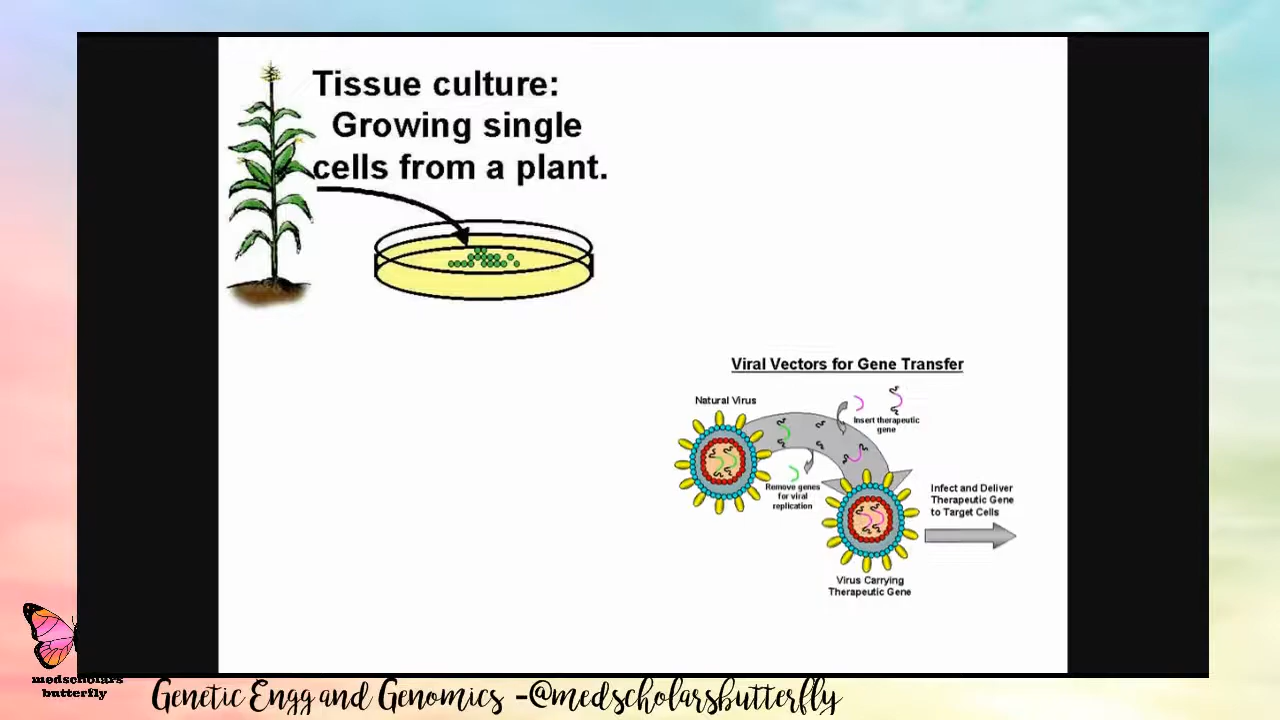 Tissue culture:
Growing single
cells from a plant.
Viral Vectors for Gene Transfer
Natural Virus
Insert therapeutic
gene
Remove genes
for viral
replication
Infect and Deliver
Therapeutic Gene
to Target Cells
Virus Carrying
Therapeutic Gene
medscholars
butterfly
Genetic Engg and Genomics -@medscholarsbutterfly